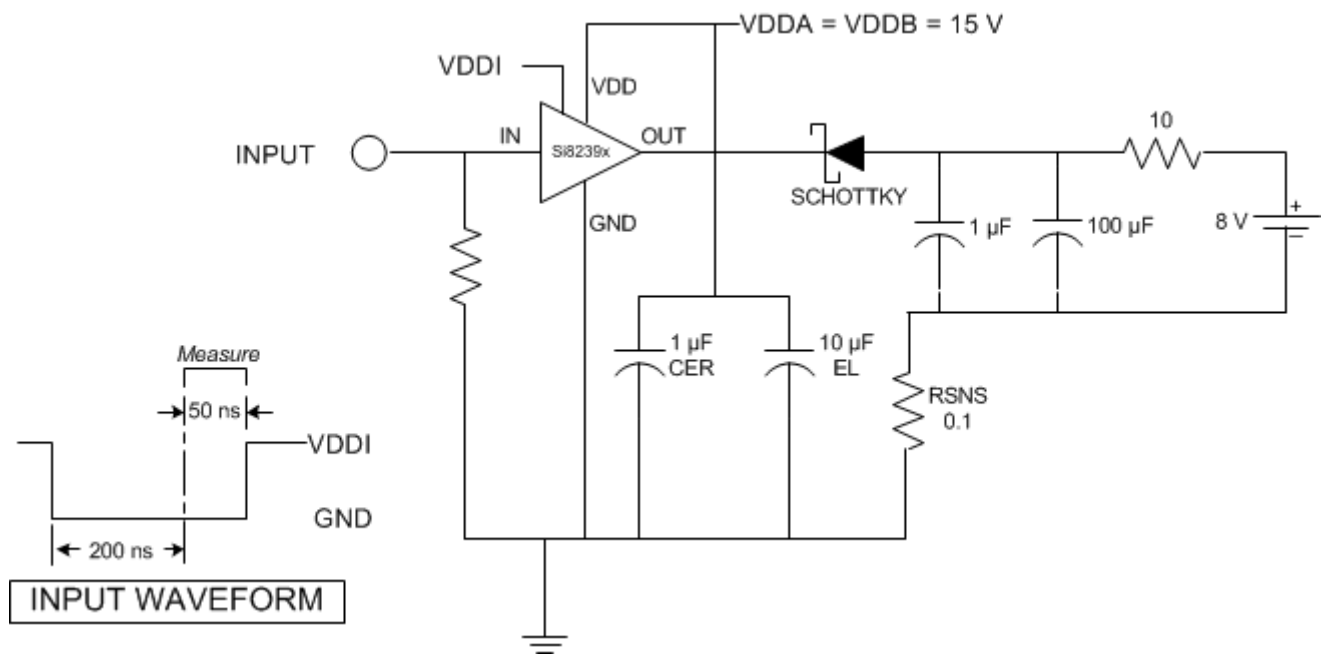 VDDA = VDDB = 15 V
VDDI
VDD
10
INPUT
IN
Si8239x
OUT
SCHOTTKY
GND
1 µF
100 µF
8 V
+
Measure
1 µF
CER
10 µF
EL
50 ns
RSNS
0.1
VDDI
GND
200 ns
INPUT WAVEFORM